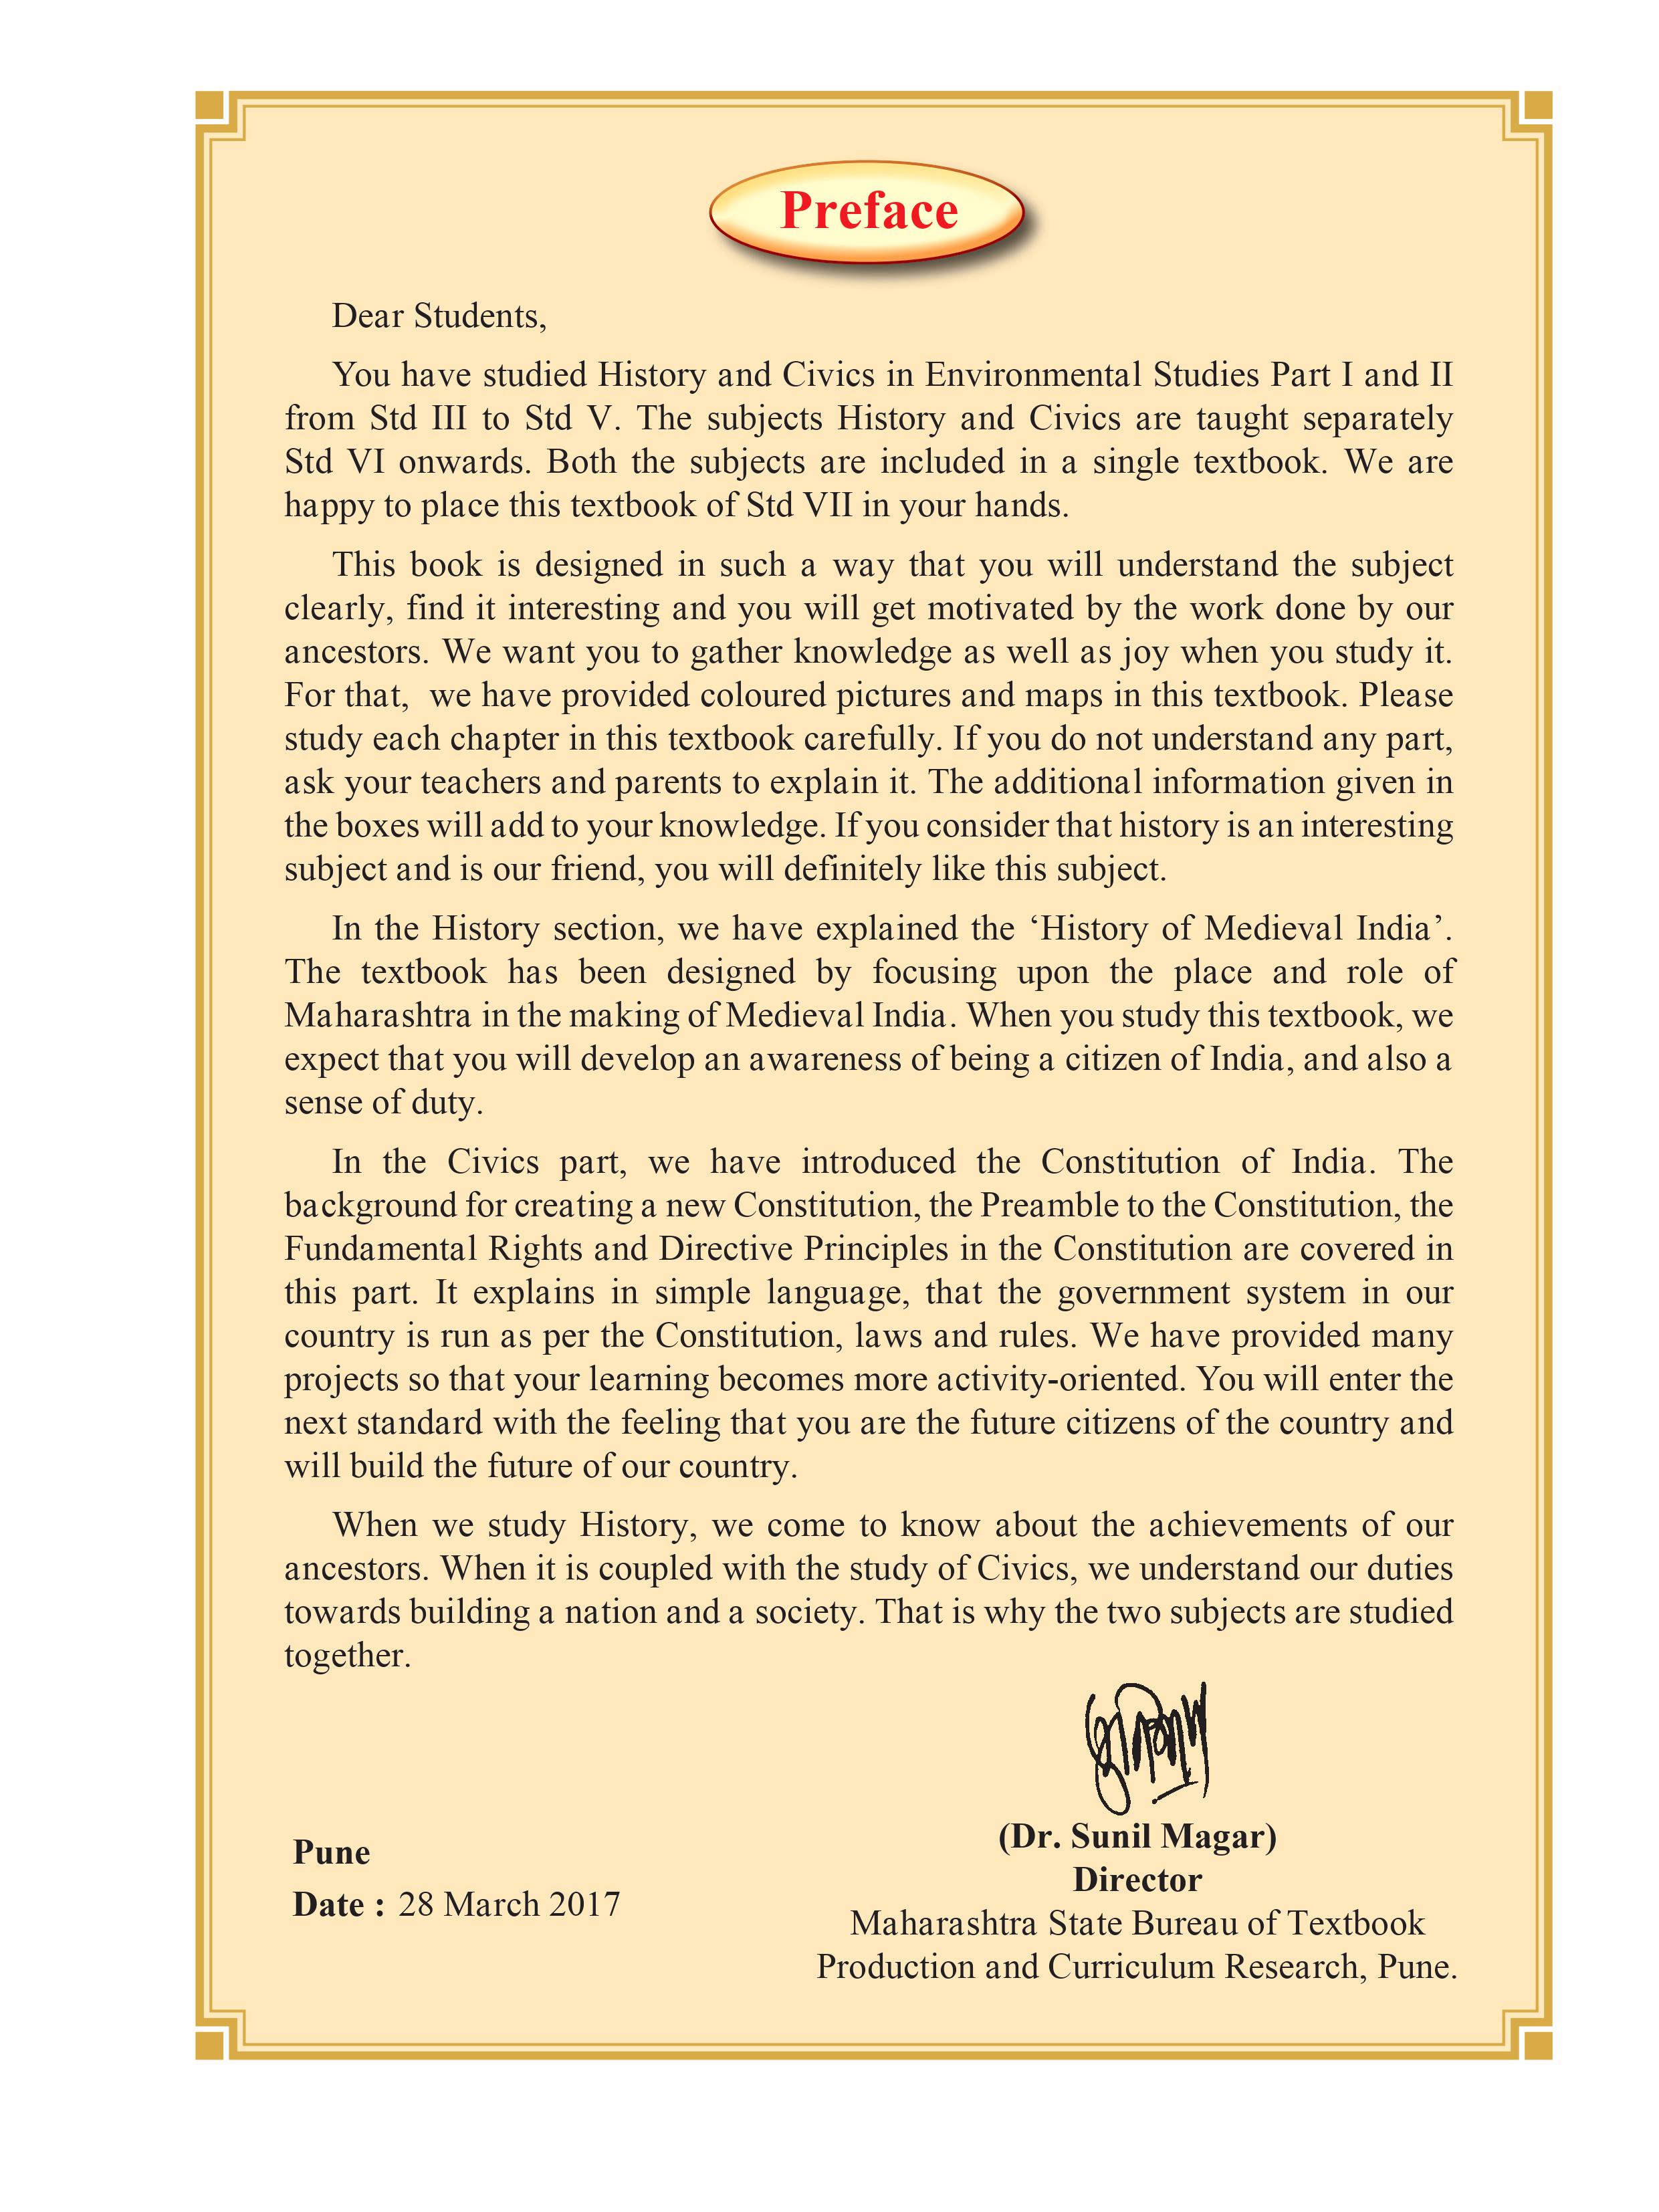 Preface
Dear Students,
You have studied History and Civics in Environmental Studies Part I and II
from Std III to Std V. The subjects History and Civics are taught separately
Std VI onwards. Both the subjects are included in a single textbook. We are
happy to place this textbook of Std VII in your hands.
This book is designed in such a way that you will understand the subject
clearly, find it interesting and you will get motivated by the work done by our
ancestors. We want you to gather knowledge as well as joy when you study it.
For that, we have provided coloured pictures and maps in this textbook. Please
study each chapter in this textbook carefully. If you do not understand any part,
ask your teachers and parents to explain it. The additional information given in
the boxes will add to your knowledge. If you consider that history is an interesting
subject and is our friend, you will definitely like this subject.
In the History section, we have explained the ‘History of Medieval India’.
The textbook has been designed by focusing upon the place and role of
Maharashtra in the making of Medieval India. When you study this textbook, we
expect that you will develop an awareness of being a citizen of India, and also a
sense of duty.
In the Civics part, we have introduced the Constitution of India. The
background for creating a new Constitution, the Preamble to the Constitution, the
Fundamental Rights and Directive Principles in the Constitution are covered in
this part. It explains in simple language, that the government system in our
country is run as per the Constitution, laws and rules. We have provided many
projects so that your learning becomes more activity-oriented. You will enter the
next standard with the feeling that you are the future citizens of the country and
will build the future of our country.
When we study History, we come to know about the achievements of our
ancestors. When it is coupled with the study of Civics, we understand our duties
towards building a nation and a society. That is why the two subjects are studied
together.
(Dr. Sunil Magar)
Director
Maharashtra State Bureau of Textbook
Production and Curriculum Research, Pune.
Pune
Date : 28 March 2017